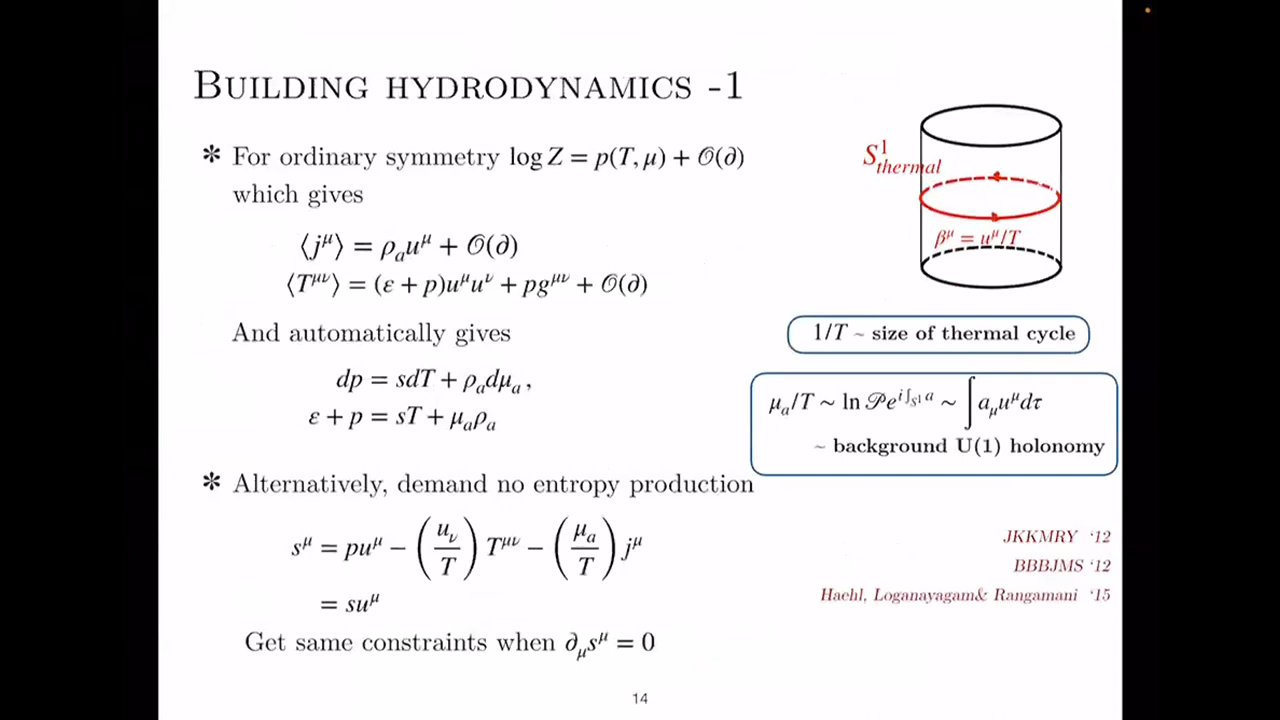 BUILDING HYDRODYNAMICS -1
* For ordinary symmetry log Z = p(T, μ) + 𝒪(∂)
which gives
⟨j^μ⟩ = ρ_a u^μ + 𝒪(∂)
⟨T^{μν}⟩ = (ε + p)u^μ u^ν + pg^{μν} + 𝒪(∂)
And automatically gives
dp = sdT + ρ_a dμ_a ,
ε + p = sT + μ_a ρ_a
* Alternatively, demand no entropy production
s^μ = pu^μ − (u_ν/T) T^{μν} − (μ_a/T) j^μ
= su^μ
Get same constraints when ∂_μ s^μ = 0
S^1_{thermal}
β^μ = u^μ/T
1/T ~ size of thermal cycle
μ_a/T ~ ln 𝒫e^{i∫_{S^1} a} ~ ∫ a_μ u^μ dτ
~ background U(1) holonomy
JKKMRY '12
BBBJMS '12
Haehl, Loganayagam& Rangamani '15
14